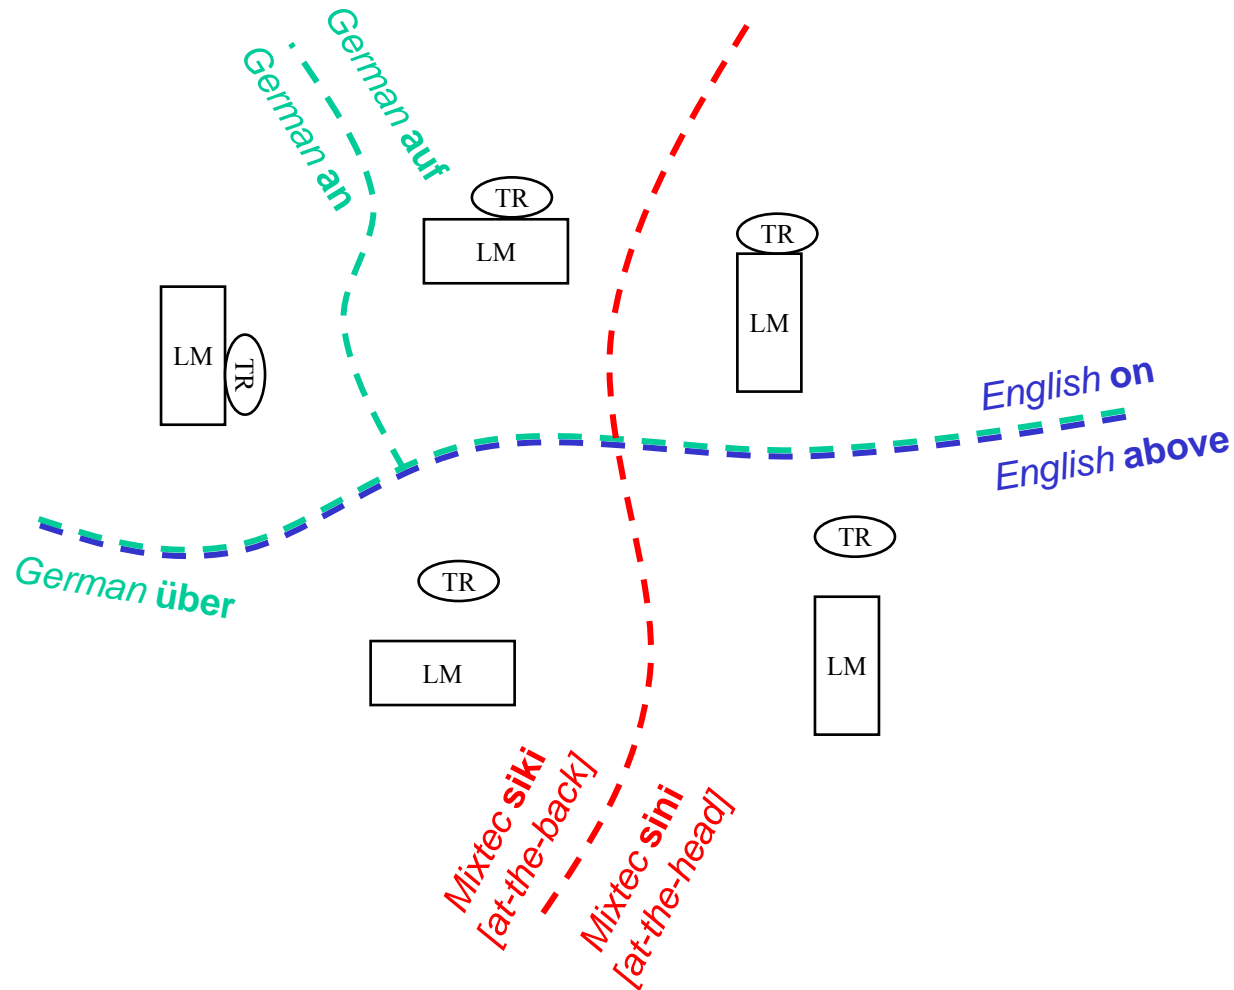 German auf
German an
TR
LM
TR
LM
LM
TR
English on
English above
German über
TR
LM
TR
LM
Mixtec siki
[at-the-back]
Mixtec sini
[at-the-head]